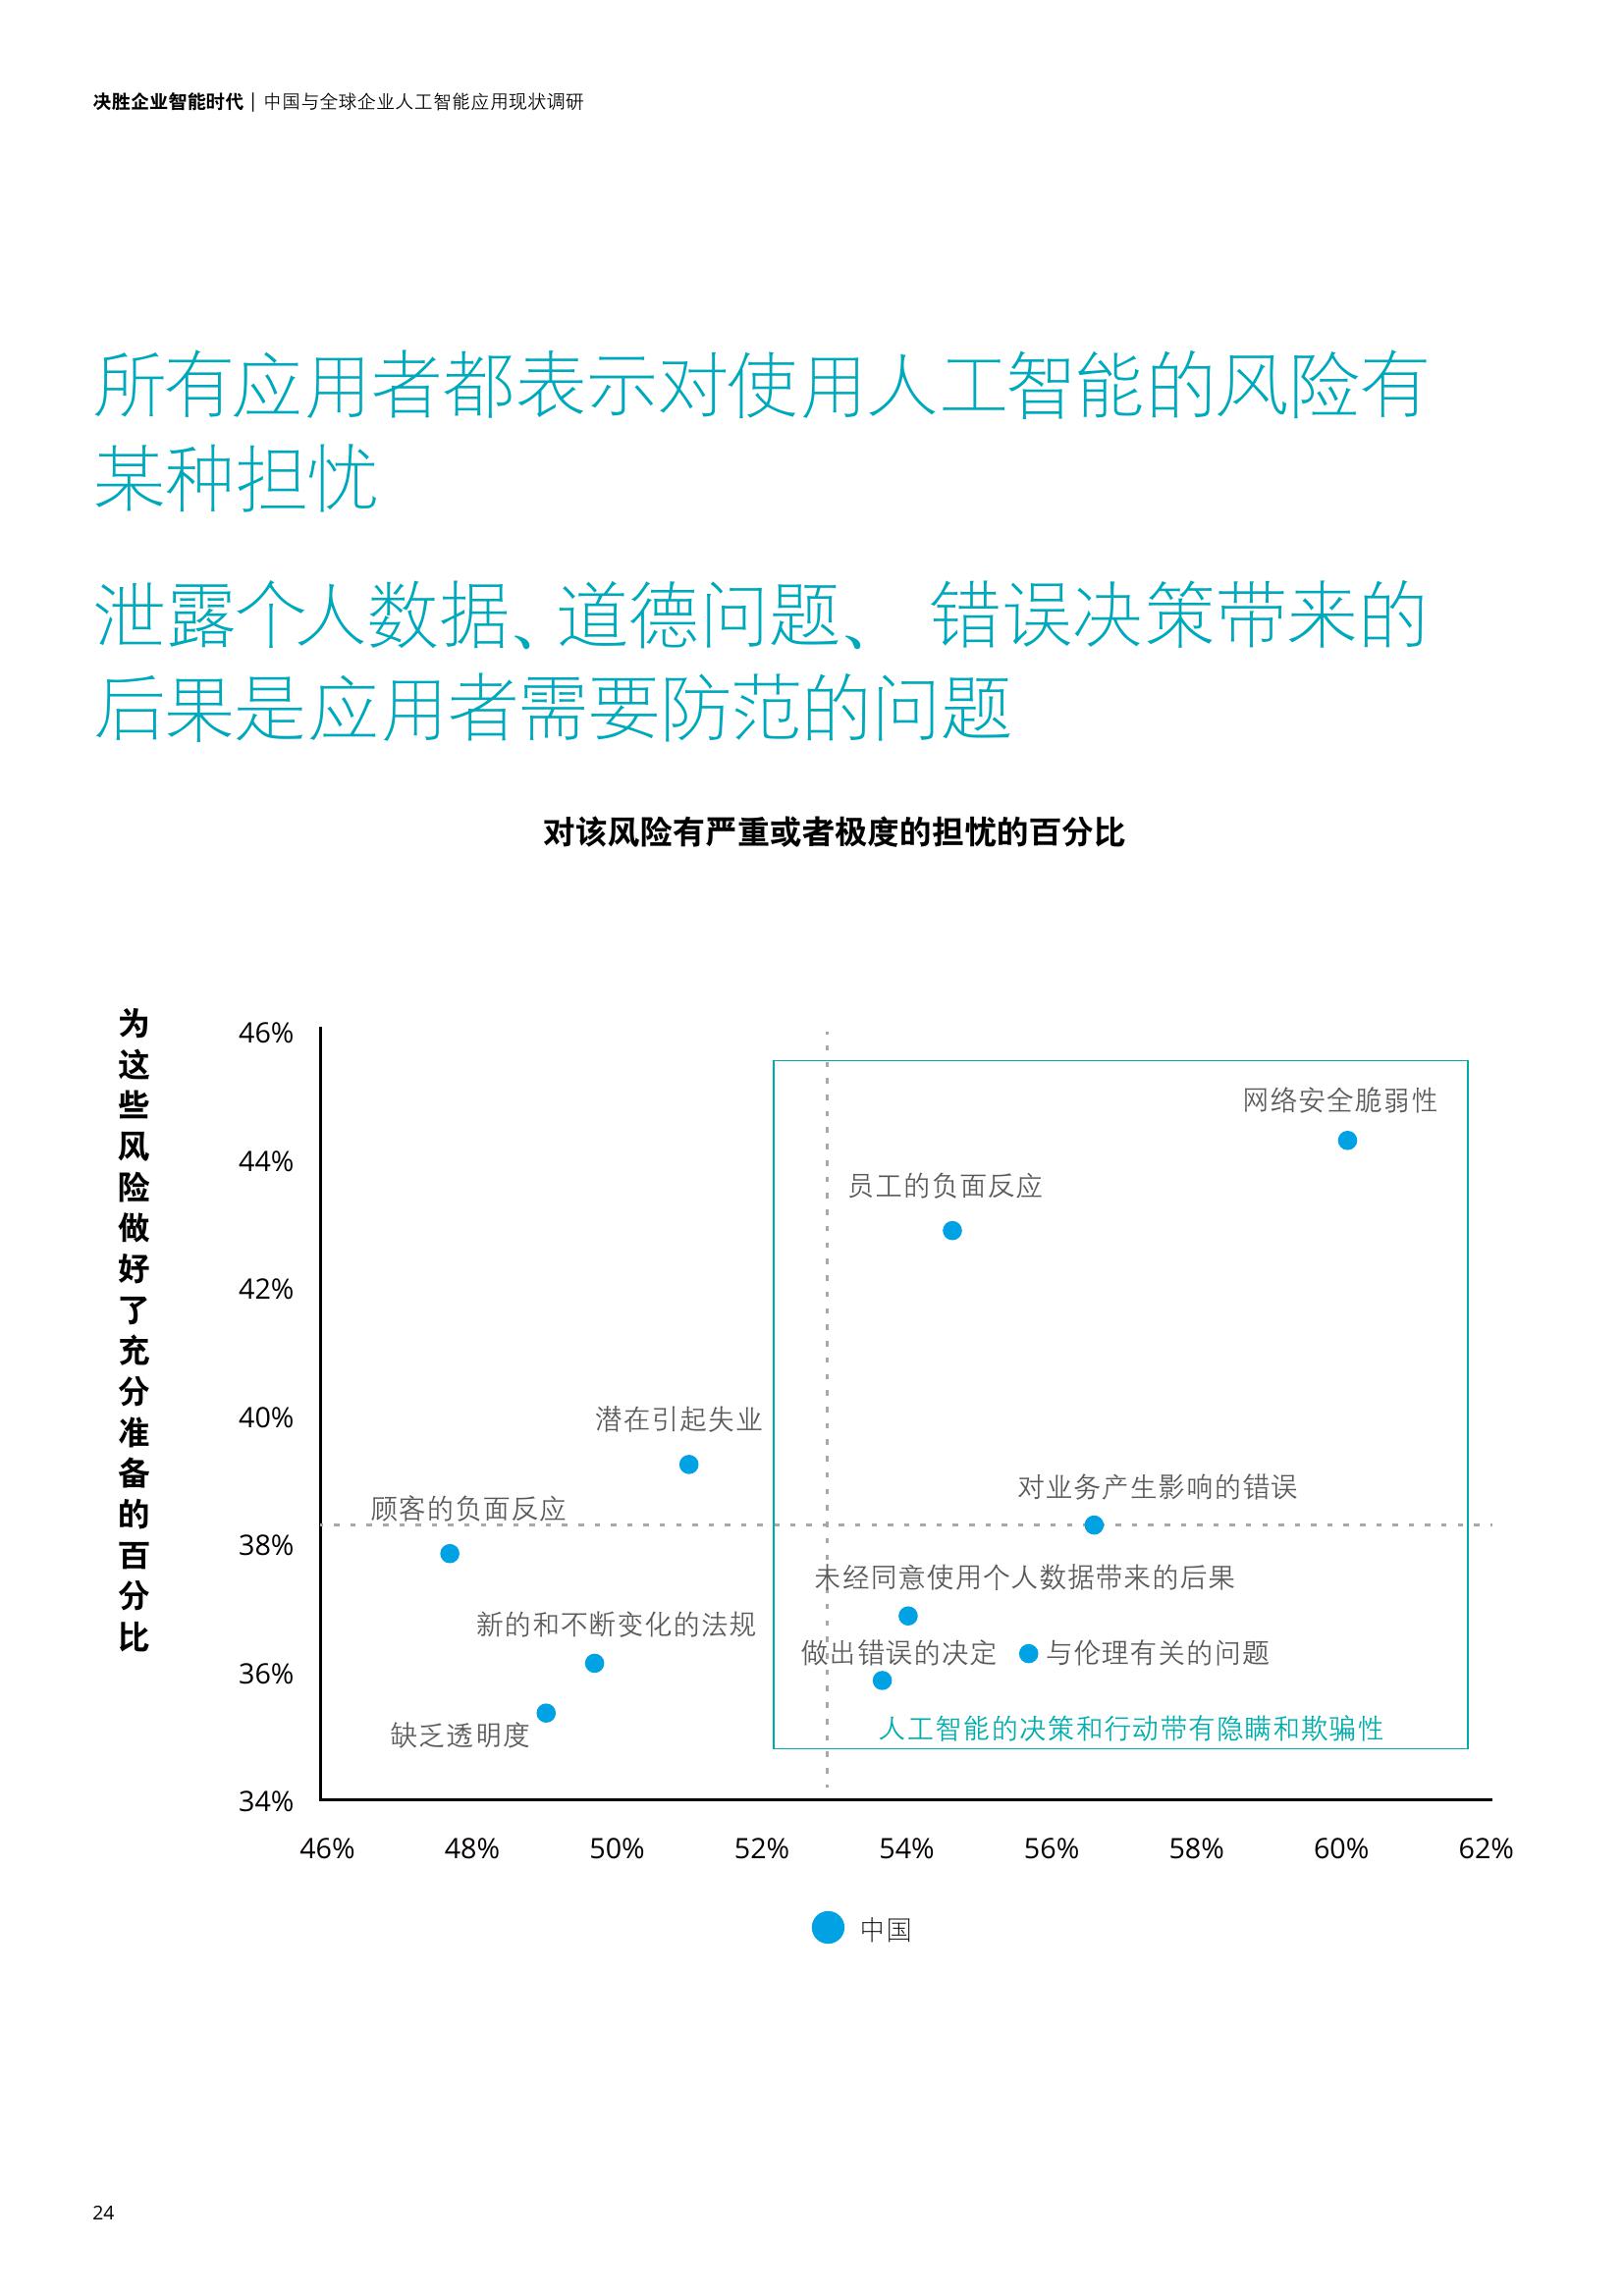 决胜企业智能时代 | 中国与全球企业人工智能应用现状调研
所有应用者都表示对使用人工智能的风险有
某种担忧
泄露个人数据、道德问题、 错误决策带来的
后果是应用者需要防范的问题
对该风险有严重或者极度的担忧的百分比
为这些风险做好了充分准备的百分比
46%
44%
42%
40%
38%
36%
34%
网络安全脆弱性
员工的负面反应
潜在引起失业
对业务产生影响的错误
顾客的负面反应
未经同意使用个人数据带来的后果
新的和不断变化的法规
做出错误的决定
与伦理有关的问题
缺乏透明度
人工智能的决策和行动带有隐瞒和欺骗性
46% 48% 50% 52% 54% 56% 58% 60% 62%
中国
24